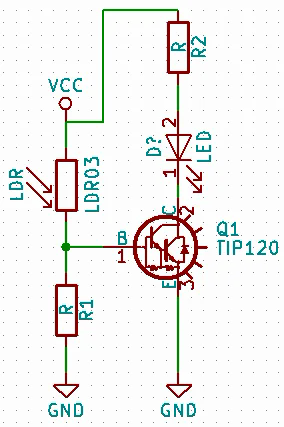 R
R2
VCC
D?
2
LED
1
LDR
LDR03
C
2
Q1
TIP120
B
1
E
3
R
R1
GND
GND